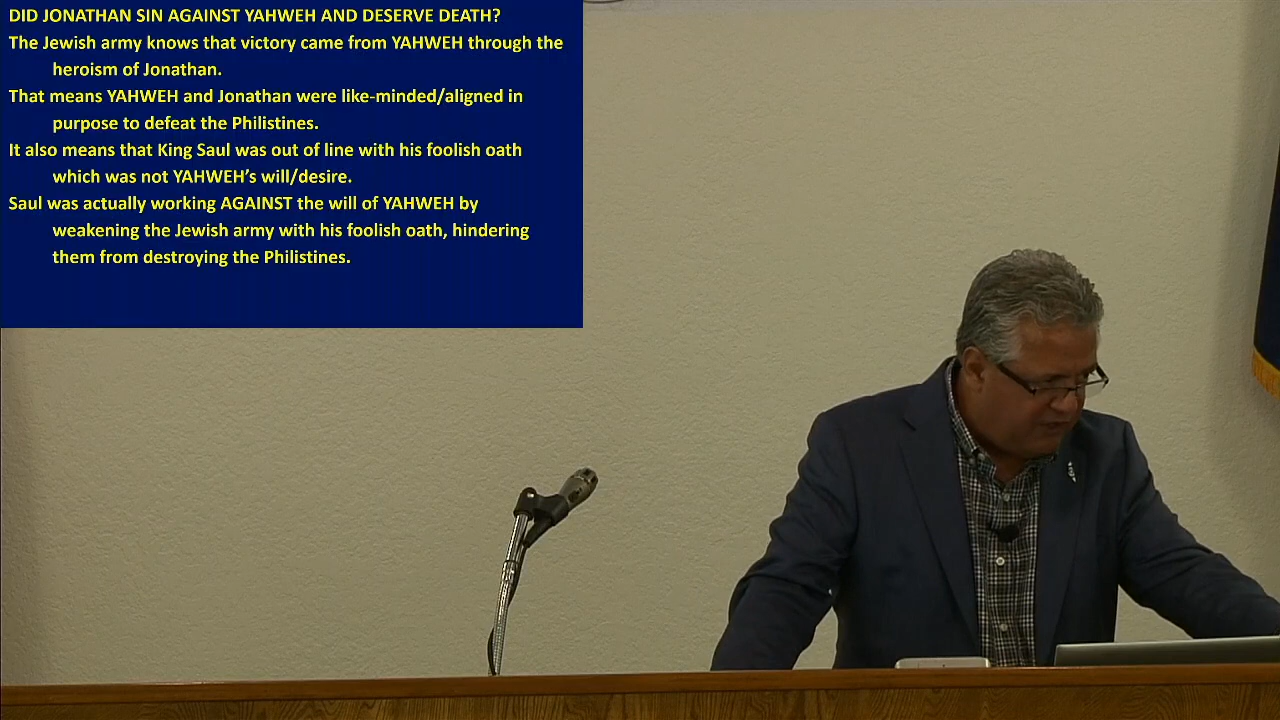 DID JONATHAN SIN AGAINST YAHWEH AND DESERVE DEATH?
The Jewish army knows that victory came from YAHWEH through the
heroism of Jonathan.
That means YAHWEH and Jonathan were like-minded/aligned in
purpose to defeat the Philistines.
It also means that King Saul was out of line with his foolish oath
which was not YAHWEH’s will/desire.
Saul was actually working AGAINST the will of YAHWEH by
weakening the Jewish army with his foolish oath, hindering
them from destroying the Philistines.